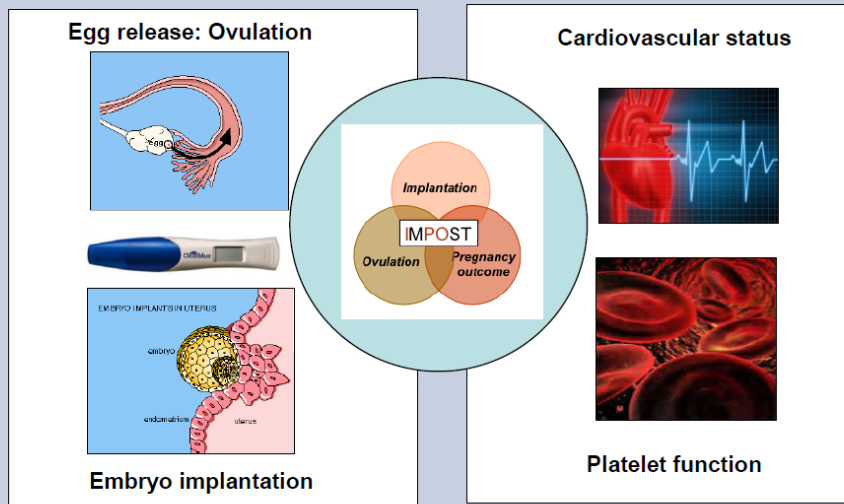 Egg release: Ovulation
Egg
Clearblue
EMBRYO IMPLANTS IN UTERUS
embryo
endometrium
uterus
Embryo implantation
Implantation
IMPOST
Ovulation
Pregnancy
outcome
Cardiovascular status
Platelet function